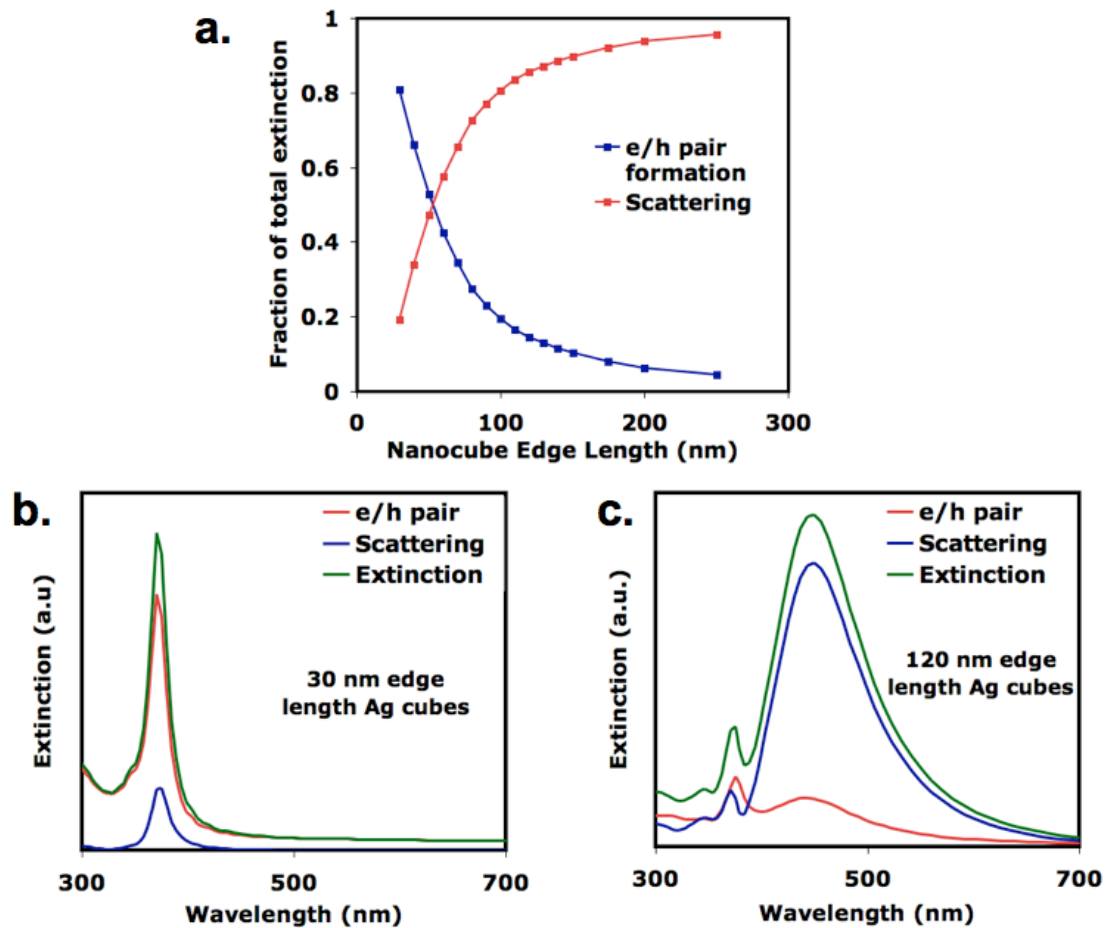 a.
1
0.8
0.6
0.4
0.2
0
Fraction of total extinction
e/h pair
formation
Scattering
0 100 200 300
Nanocube Edge Length (nm)
b.
e/h pair
Scattering
Extinction
30 nm edge
length Ag cubes
Extinction (a.u)
300 500 700
Wavelength (nm)
c.
e/h pair
Scattering
Extinction
120 nm edge
length Ag cubes
Extinction (a.u.)
300 500 700
Wavelength (nm)